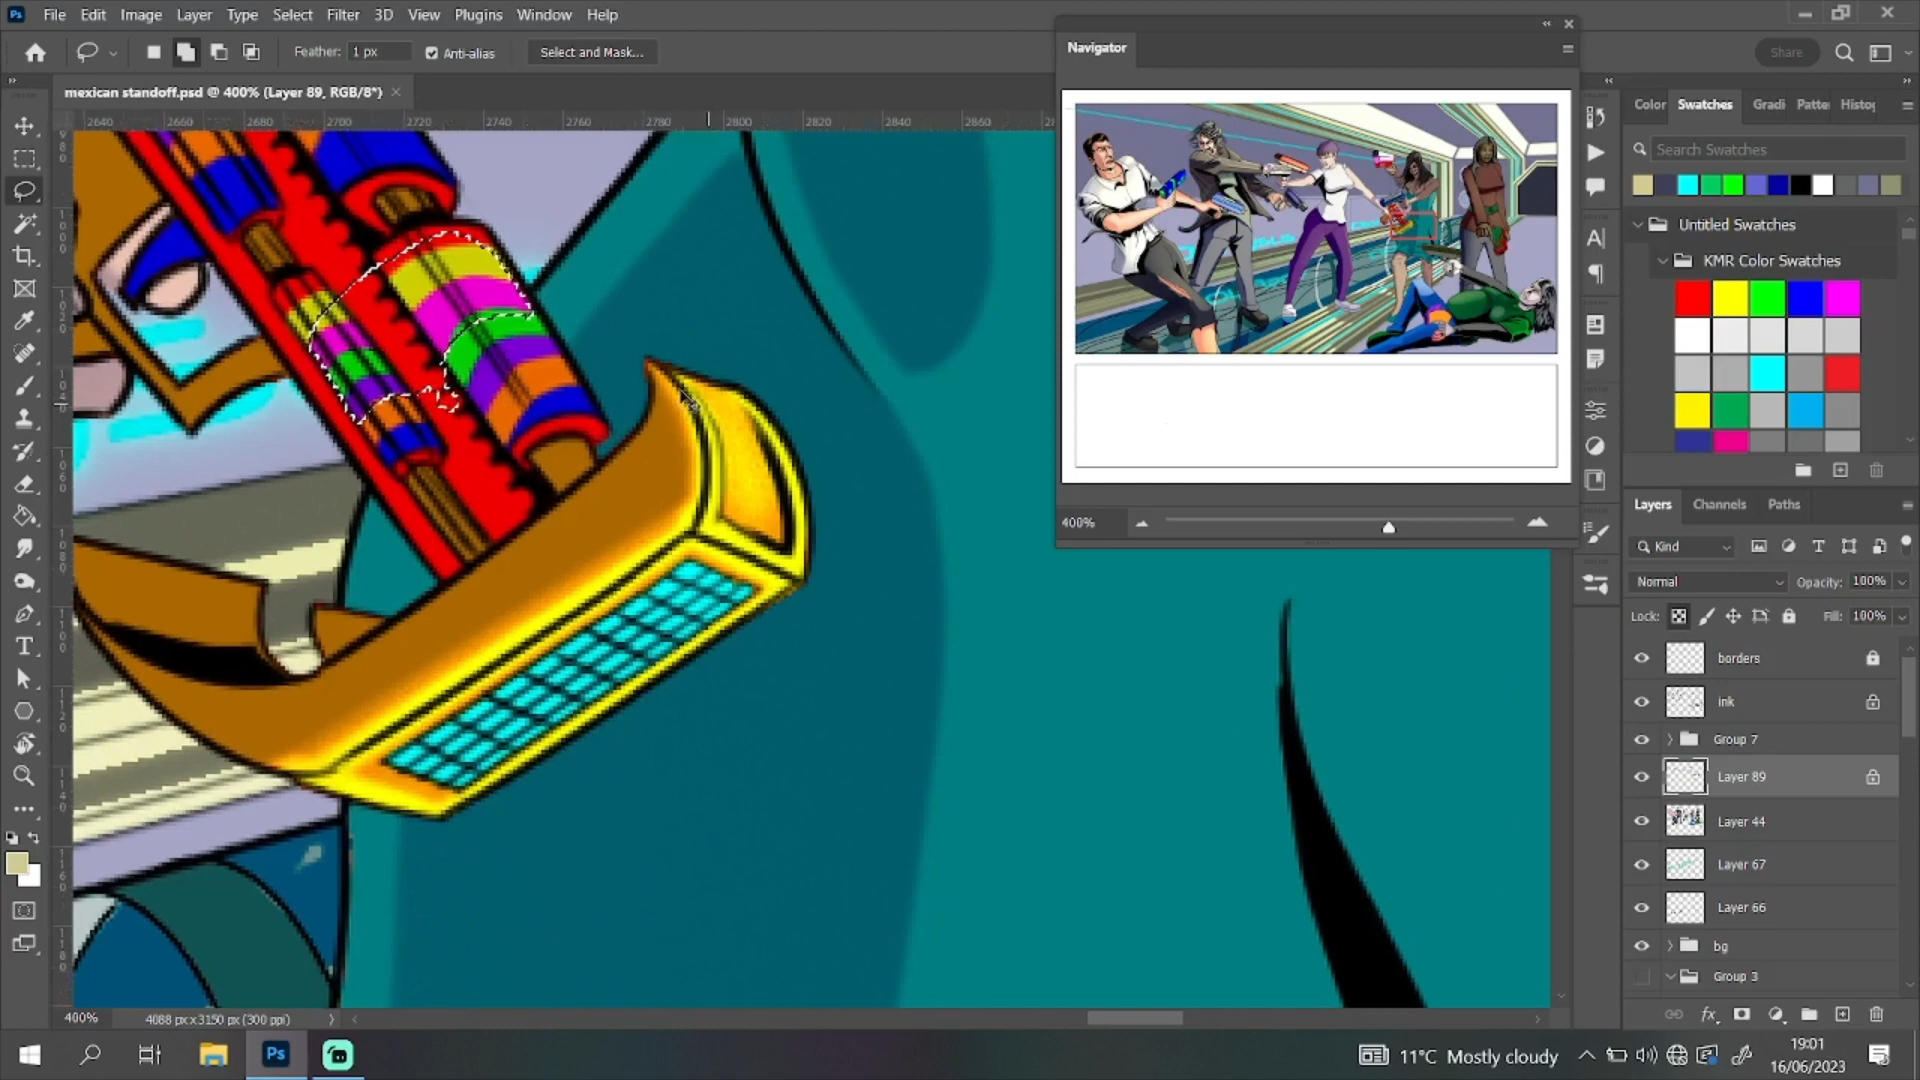 Ps File Edit Image Layer Type Select Filter 3D View Plugins Window Help
Feather: 1 px Anti-alias Select and Mask... Share
mexican standoff.psd @ 400% (Layer 89, RGB/8*)
2640 2660 2680 2700 2720 2740 2760 2780 2800 2820 2840 2860
Navigator
400%
Color Swatches Gradi Patte Histo
Search Swatches
Untitled Swatches
KMR Color Swatches
Layers Channels Paths
Kind
Normal Opacity: 100%
Lock: Fill: 100%
borders
ink
Group 7
Layer 89
Layer 44
Layer 67
Layer 66
bg
Group 3
400% 4088 px x 3150 px (300 ppi)
Ps 11°C Mostly cloudy 19:01
16/06/2023